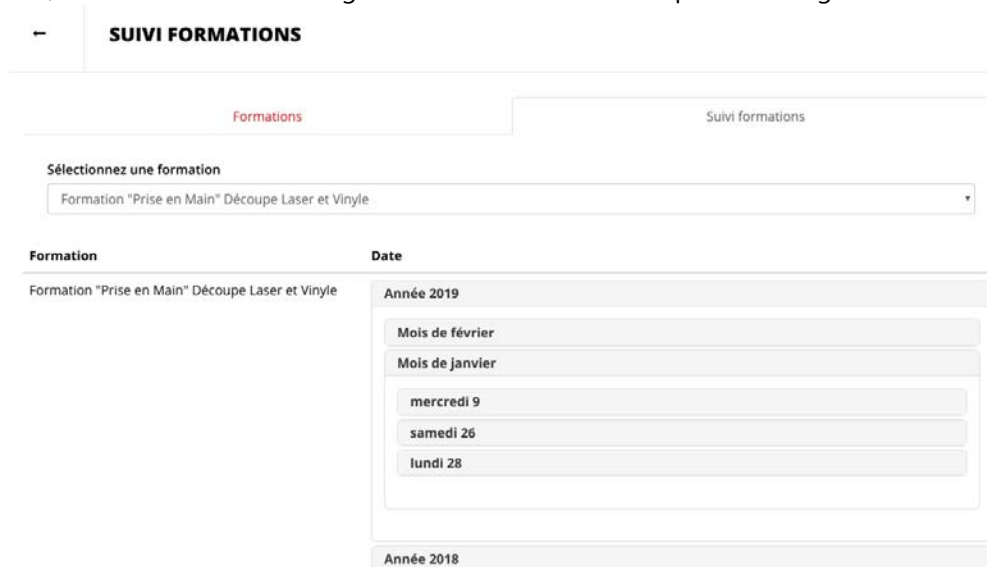 ← SUIVI FORMATIONS
Formations Suivi formations
Sélectionnez une formation
Formation "Prise en Main" Découpe Laser et Vinyle
Formation Date
Formation "Prise en Main" Découpe Laser et Vinyle Année 2019
Mois de février
Mois de janvier
mercredi 9
samedi 26
lundi 28
Année 2018